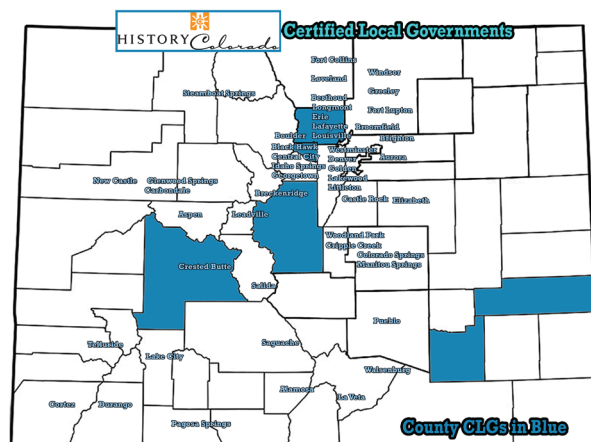 HISTORY Colorado
Certified Local Governments
Fort Collins
Loveland
Windsor
Greeley
Steamboat Springs
Berthoud
Longmont
Fort Lupton
Erie
Lafayette
Broomfield
Boulder
Louisville
Brighton
Black Hawk
Westminster
Central City
Denver
Aurora
Idaho Springs
Golden
Georgetown
Lakewood
New Castle
Glenwood Springs
Littleton
Carbondale
Breckenridge
Castle Rock
Elizabeth
Aspen
Leadville
Woodland Park
Cripple Creek
Colorado Springs
Manitou Springs
Crested Butte
Salida
Pueblo
Telluride
Saguache
Lake City
Walsenburg
Alamosa
La Veta
Cortez
Durango
Pagosa Springs
County CLGs in Blue